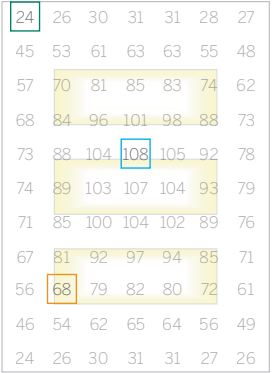 24 26 30 31 31 28 27
45 53 61 63 63 55 48
57 70 81 85 83 74 62
68 84 96 101 98 88 73
73 88 104 108 105 92 78
74 89 103 107 104 93 79
71 85 100 104 102 89 76
67 81 92 97 94 85 71
56 68 79 82 80 72 61
46 54 62 65 64 56 49
24 26 30 31 31 27 26